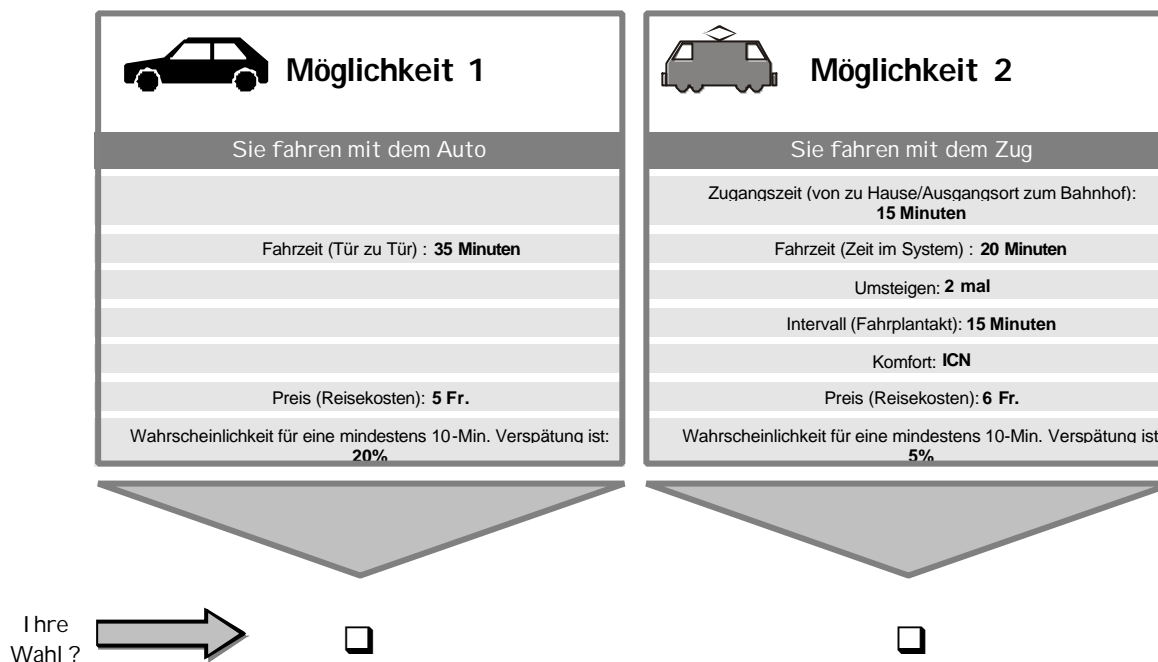 Möglichkeit 1
Sie fahren mit dem Auto
Fahrzeit (Tür zu Tür) : 35 Minuten
Preis (Reisekosten): 5 Fr.
Wahrscheinlichkeit für eine mindestens 10-Min. Verspätung ist:
20%
Möglichkeit 2
Sie fahren mit dem Zug
Zugangszeit (von zu Hause/Ausgangsort zum Bahnhof):
15 Minuten
Fahrzeit (Zeit im System) : 20 Minuten
Umsteigen: 2 mal
Intervall (Fahrplantakt): 15 Minuten
Komfort: ICN
Preis (Reisekosten): 6 Fr.
Wahrscheinlichkeit für eine mindestens 10-Min. Verspätung ist
5%
Ihre
Wahl ?